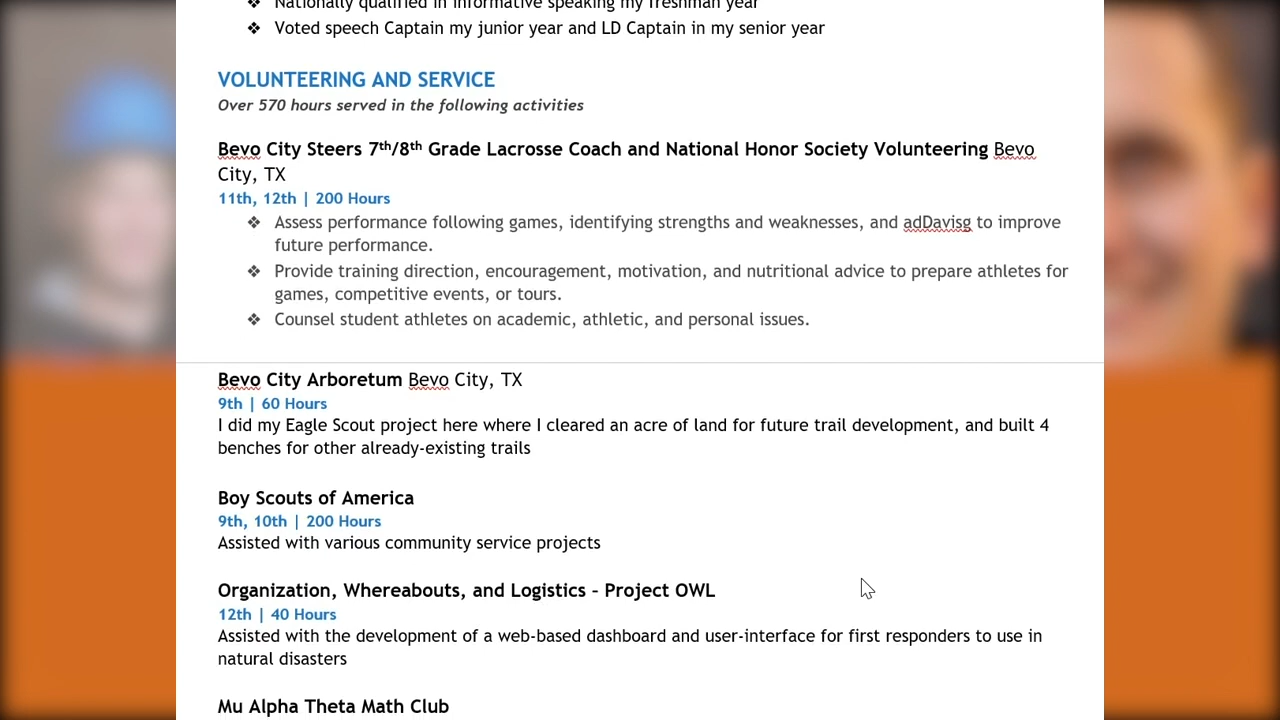 ❖ Nationally qualified in informative speaking my freshman year
❖ Voted speech Captain my junior year and LD Captain in my senior year
VOLUNTEERING AND SERVICE
Over 570 hours served in the following activities
Bevo City Steers 7th/8th Grade Lacrosse Coach and National Honor Society Volunteering Bevo
City, TX
11th, 12th | 200 Hours
❖ Assess performance following games, identifying strengths and weaknesses, and adDavisg to improve
future performance.
❖ Provide training direction, encouragement, motivation, and nutritional advice to prepare athletes for
games, competitive events, or tours.
❖ Counsel student athletes on academic, athletic, and personal issues.
Bevo City Arboretum Bevo City, TX
9th | 60 Hours
I did my Eagle Scout project here where I cleared an acre of land for future trail development, and built 4
benches for other already-existing trails
Boy Scouts of America
9th, 10th | 200 Hours
Assisted with various community service projects
Organization, Whereabouts, and Logistics – Project OWL
12th | 40 Hours
Assisted with the development of a web-based dashboard and user-interface for first responders to use in
natural disasters
Mu Alpha Theta Math Club